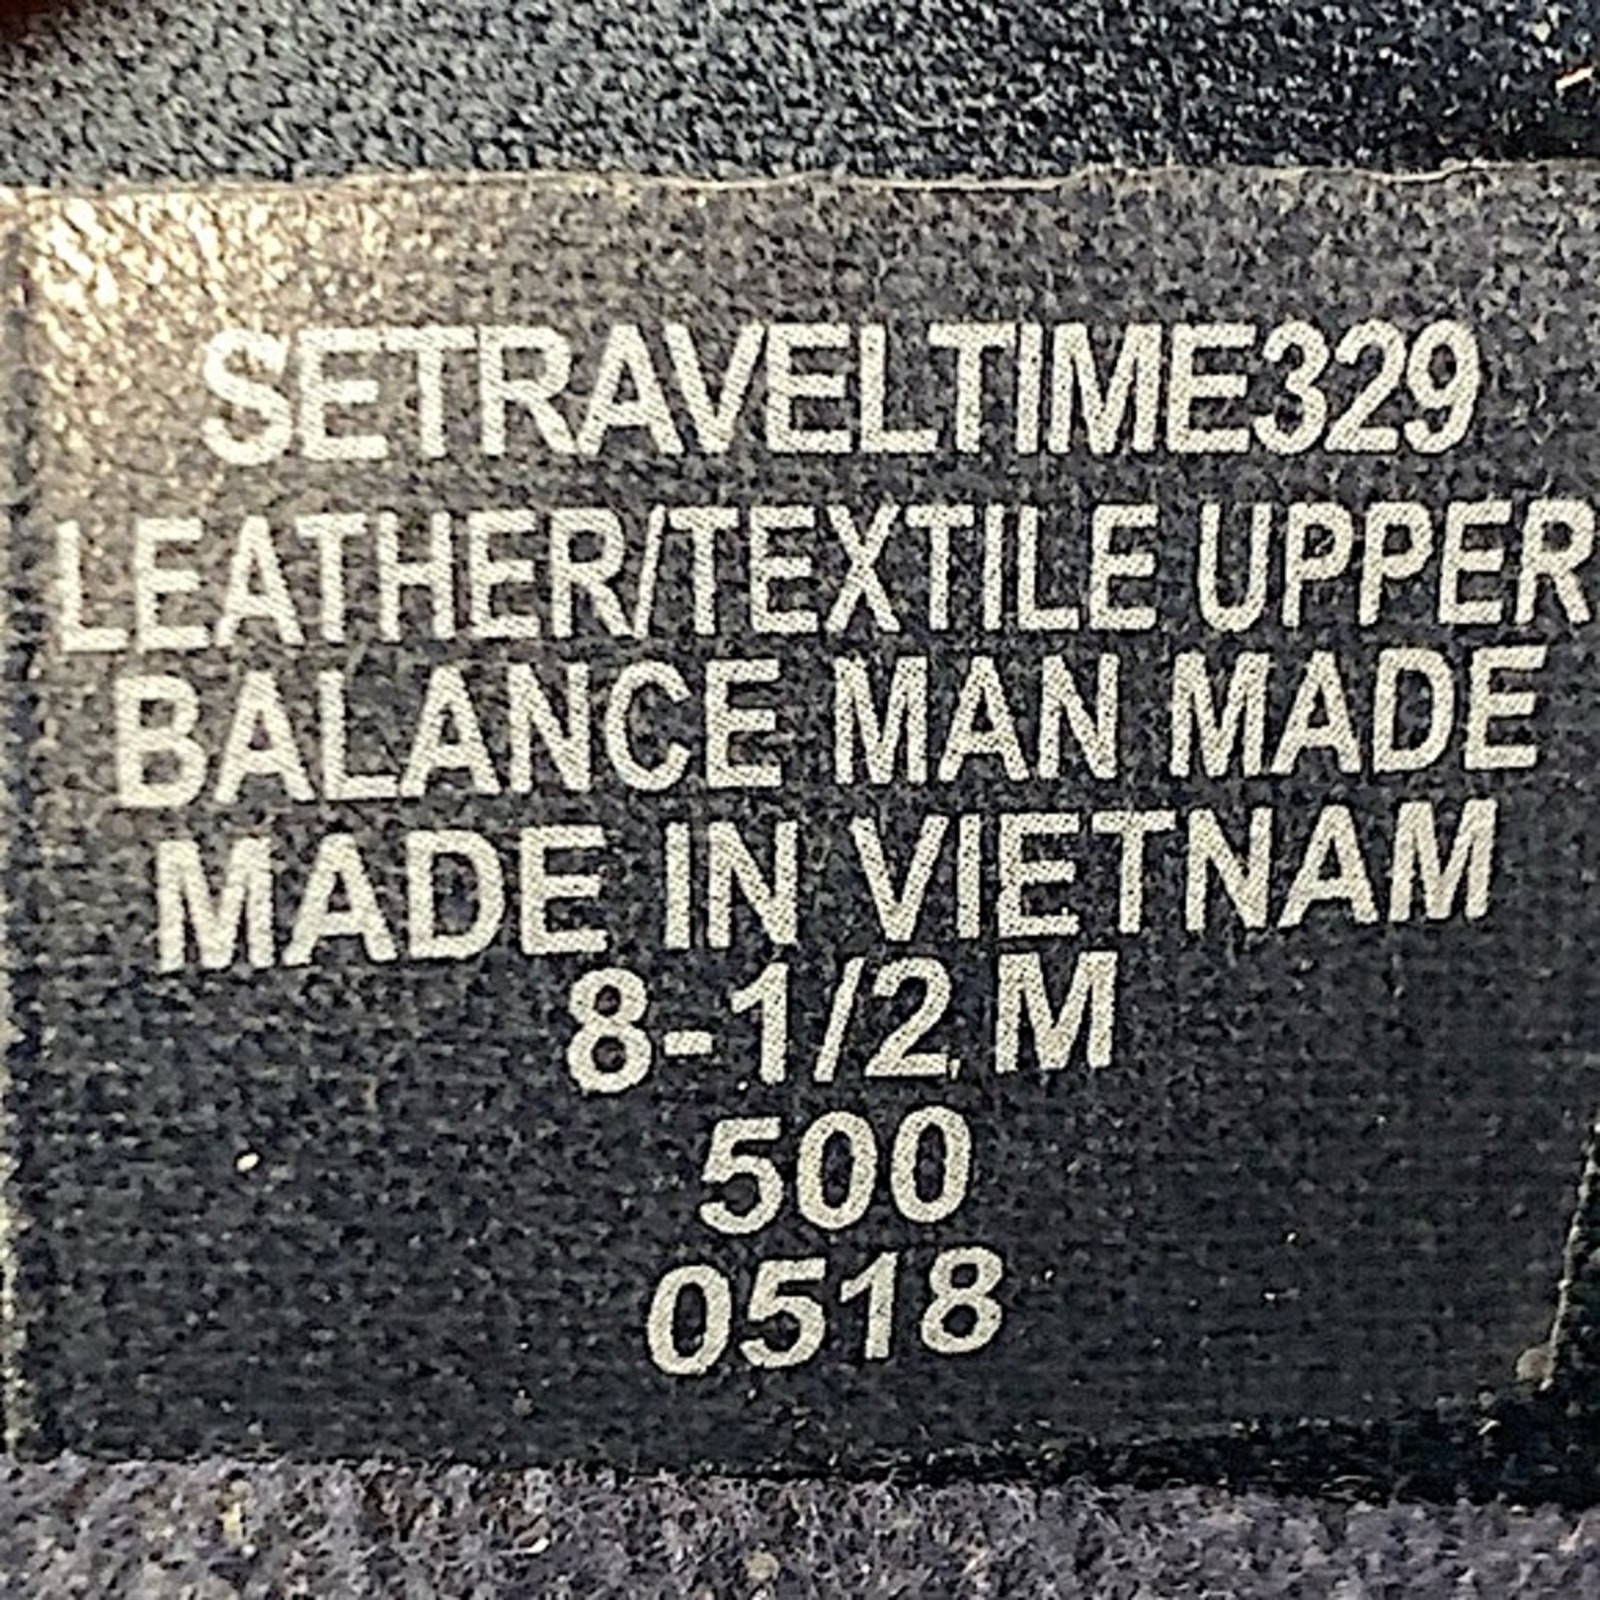 SETRAVELTIME329
LEATHER/TEXTILE UPPER
BALANCE MAN MADE
MADE IN VIETNAM
8-1/2 M
500
0518